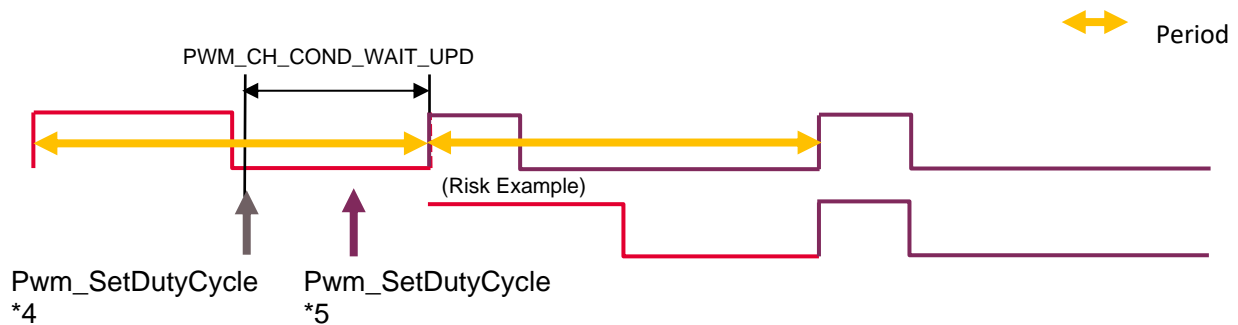 Period
PWM_CH_COND_WAIT_UPD
(Risk Example)
Pwm_SetDutyCycle
*4
Pwm_SetDutyCycle
*5